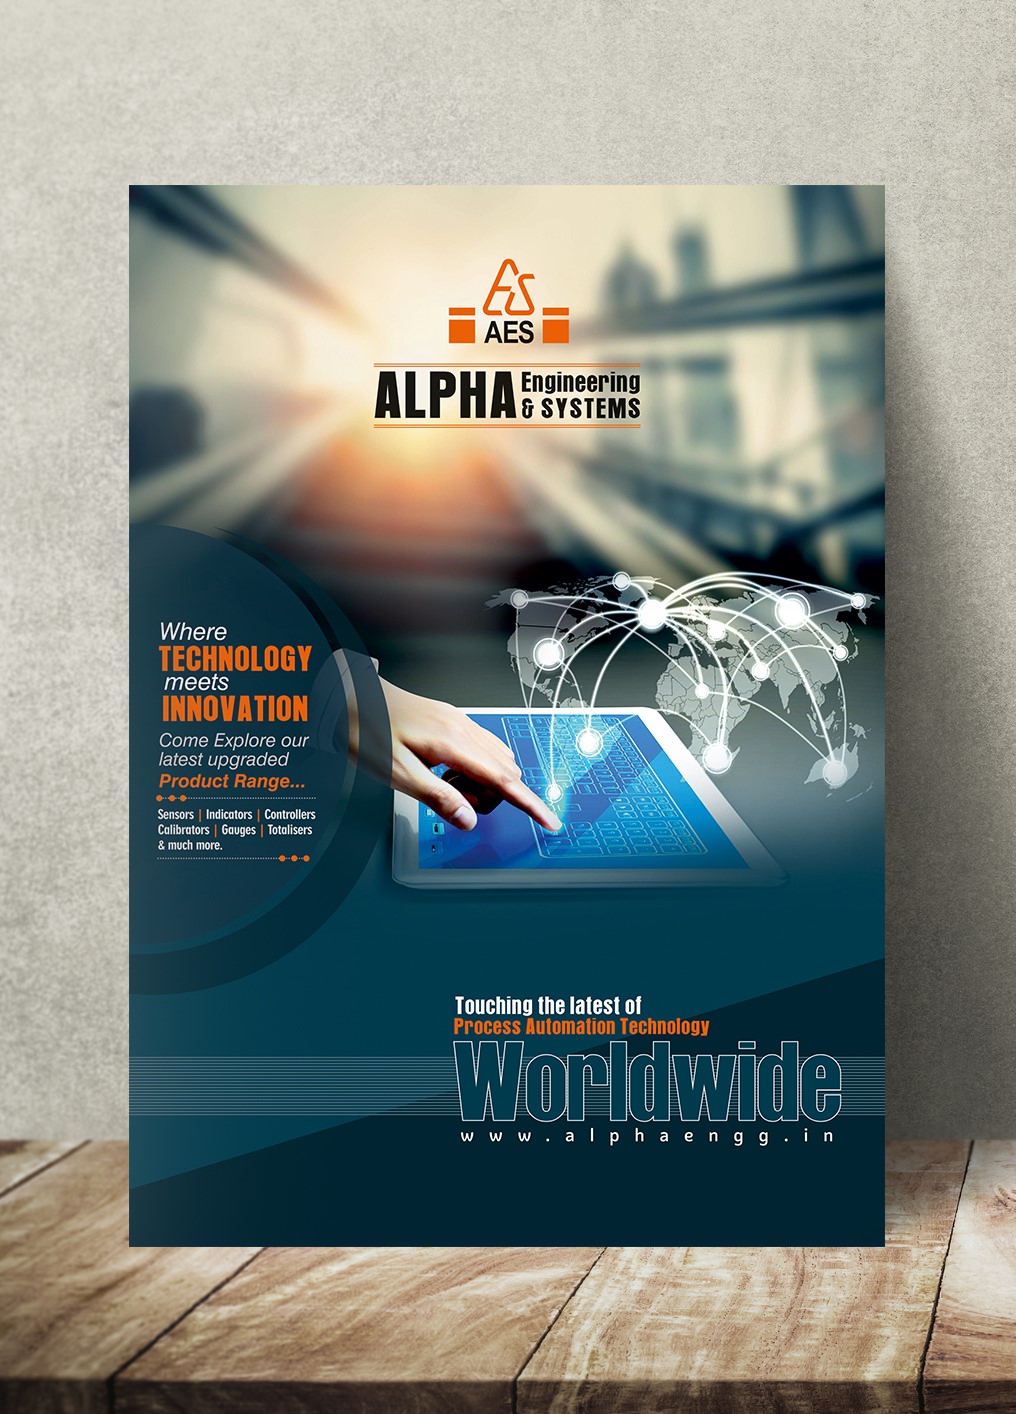 AES
ALPHA Engineering
& SYSTEMS
Where
TECHNOLOGY
meets
INNOVATION
Come Explore our
latest upgraded
Product Range...
Sensors | Indicators | Controllers
Calibrators | Gauges | Totalisers
& much more.
Touching the latest of
Process Automation Technology
Worldwide
www.alphaengg.in